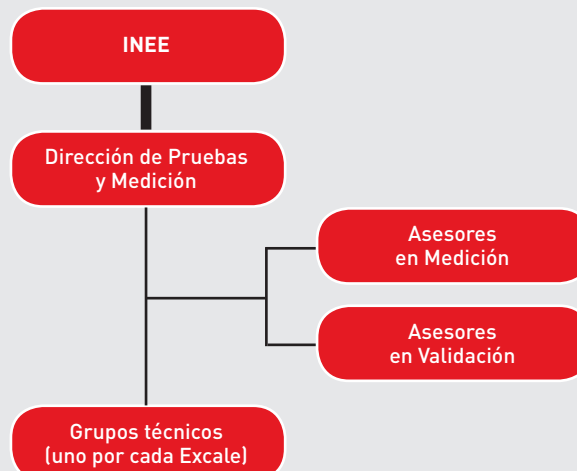 INEE
Dirección de Pruebas
y Medición
Asesores
en Medición
Asesores
en Validación
Grupos técnicos
(uno por cada Excale)